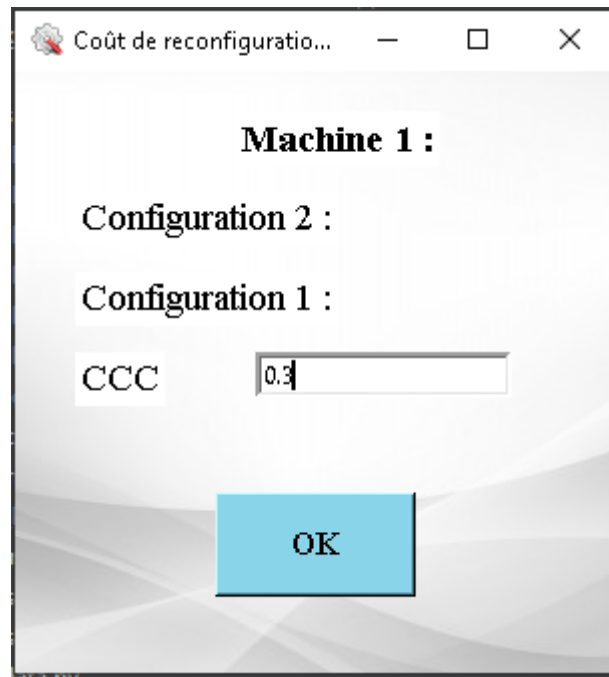 Coût de reconfiguratio...
Machine 1 :
Configuration 2 :
Configuration 1 :
CCC 0.3
OK